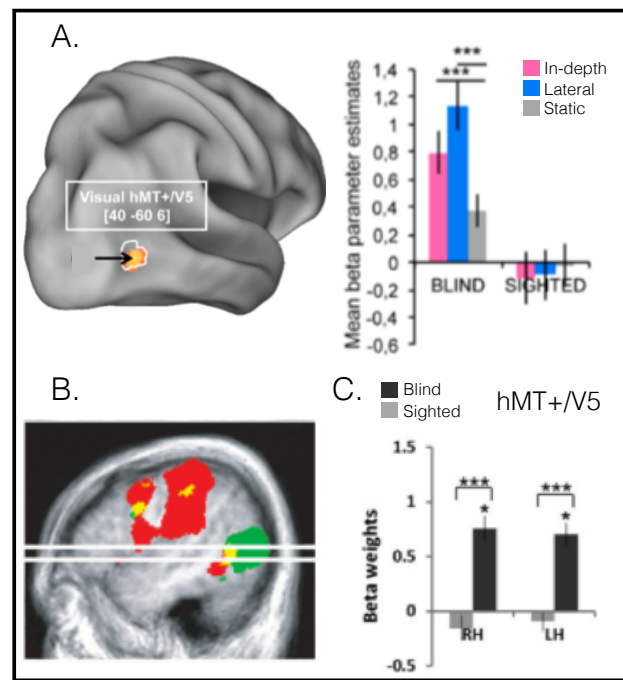 A.
Visual hMT+/V5
[40 -60 6]
Mean beta parameter estimates
1,4
1,2
1
0,8
0,6
0,4
0,2
0
-0,2
-0,4
-0,6
-0,8
***
***
In-depth
Lateral
Static
BLIND
SIGHTED
B.
C.
Blind
Sighted
hMT+/V5
Beta weights
1.5
1
0.5
0
-0.5
***
*
***
*
RH
LH